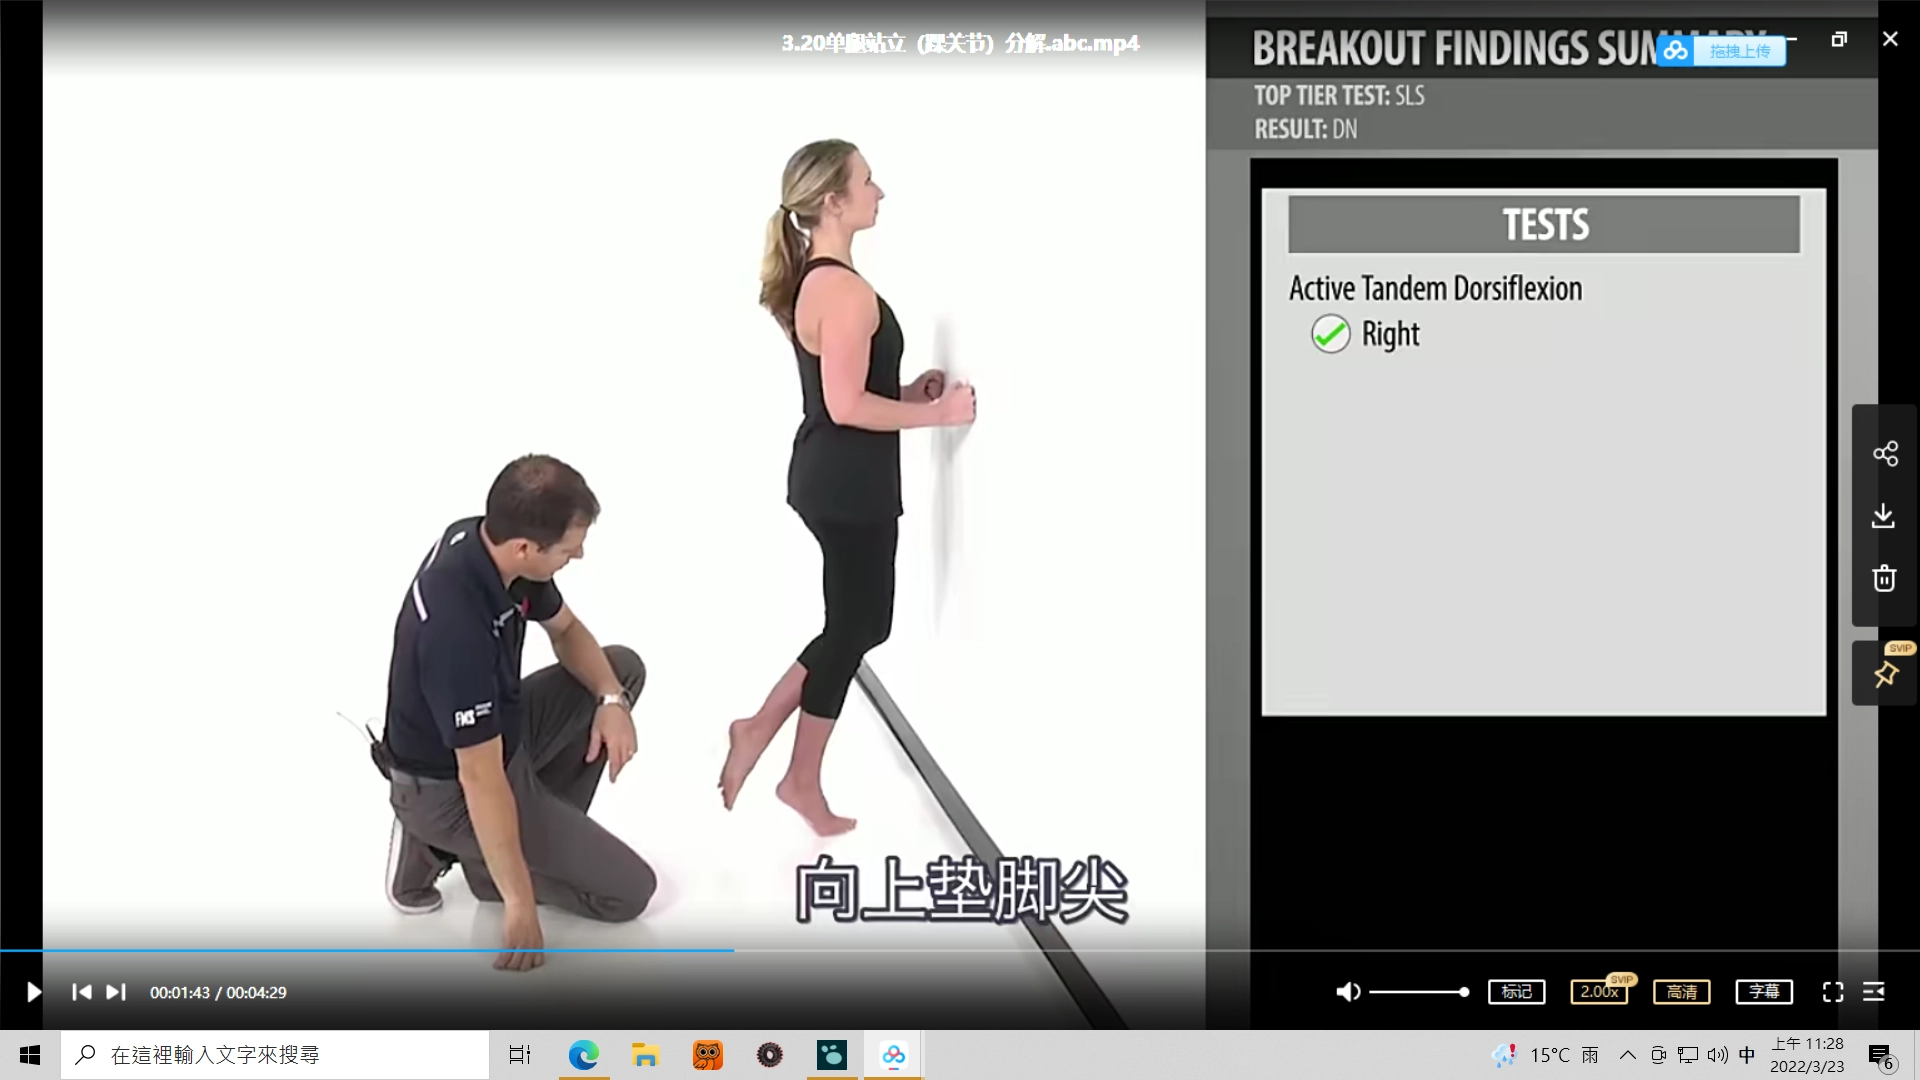 3.20单腿站立（踝关节）分解.abc.mp4
BREAKOUT FINDINGS SUMMARY
拖拽上传
TOP TIER TEST: SLS
RESULT: DN
TESTS
Active Tandem Dorsiflexion
Right
SVIP
FMS
向上垫脚尖
00:01:43 / 00:04:29
标记
2.00x
SVIP
高清
字幕
在這裡輸入文字來搜尋
15°C 雨
中
上午 11:28
2022/3/23
6